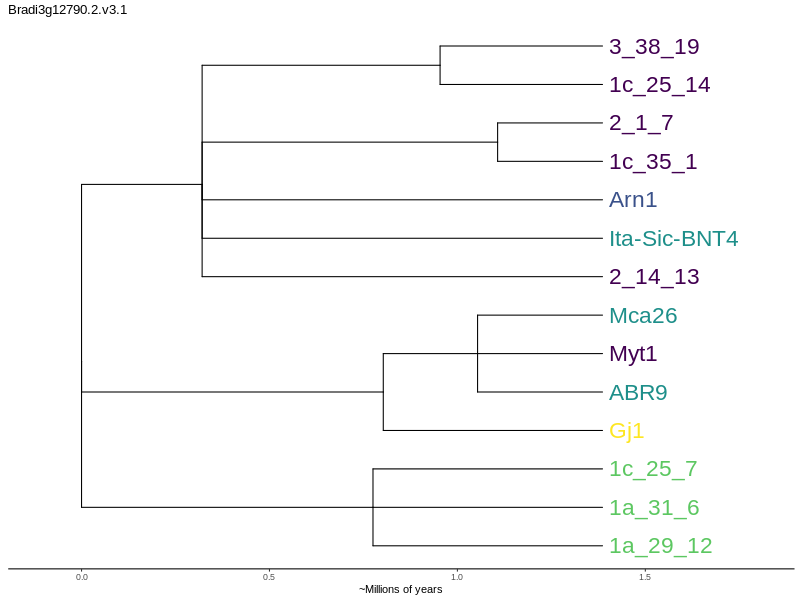 Bradi3g12790.2.v3.1
3_38_19
1c_25_14
2_1_7
1c_35_1
Arn1
Ita-Sic-BNT4
2_14_13
Mca26
Myt1
ABR9
Gj1
1c_25_7
1a_31_6
1a_29_12
0.0 0.5 1.0 1.5
~Millions of years